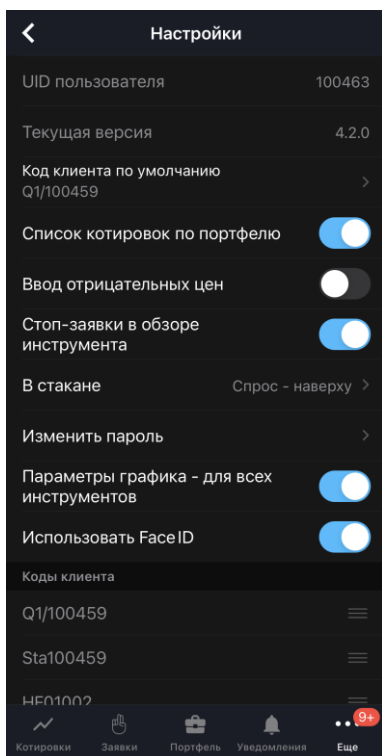 Настройки
UID пользователя 100463
Текущая версия 4.2.0
Код клиента по умолчанию
Q1/100459
Список котировок по портфелю
Ввод отрицательных цен
Стоп-заявки в обзоре
инструмента
В стакане Спрос - наверху
Изменить пароль
Параметры графика - для всех
инструментов
Использовать FaceID
Коды клиента
Q1/100459
Sta100459
HF01002
9+
Котировки Заявки Портфель Уведомления Еще